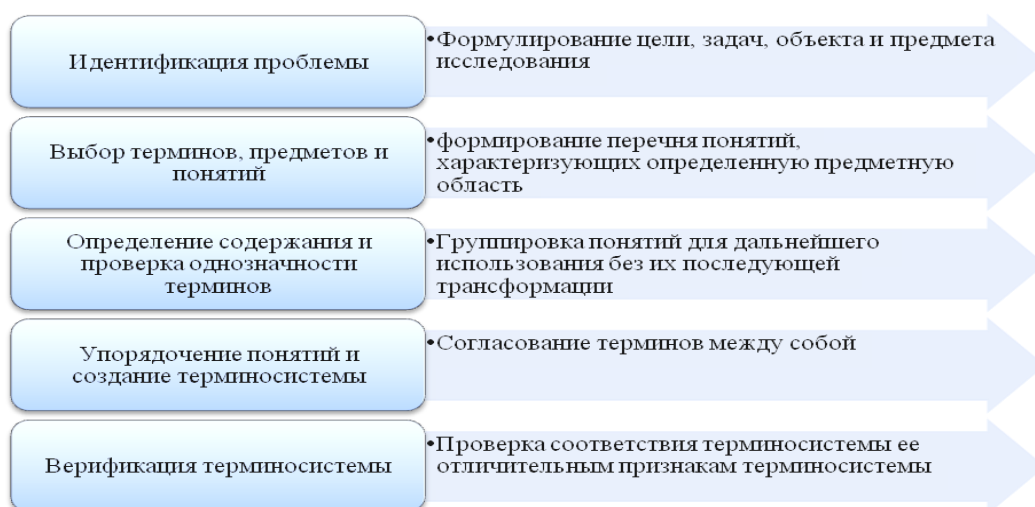 Идентификация проблемы
•Формулирование цели, задач, объекта и предмета
исследования
Выбор терминов, предметов и
понятий
•формирование перечня понятий,
характеризующих определенную предметную
область
Определение содержания и
проверка однозначности
терминов
•Группировка понятий для дальнейшего
использования без их последующей
трансформации
Упорядочение понятий и
создание терминосистемы
•Согласование терминов между собой
Верификация терминосистемы
•Проверка соответствия терминосистемы ее
отличительным признакам терминосистемы